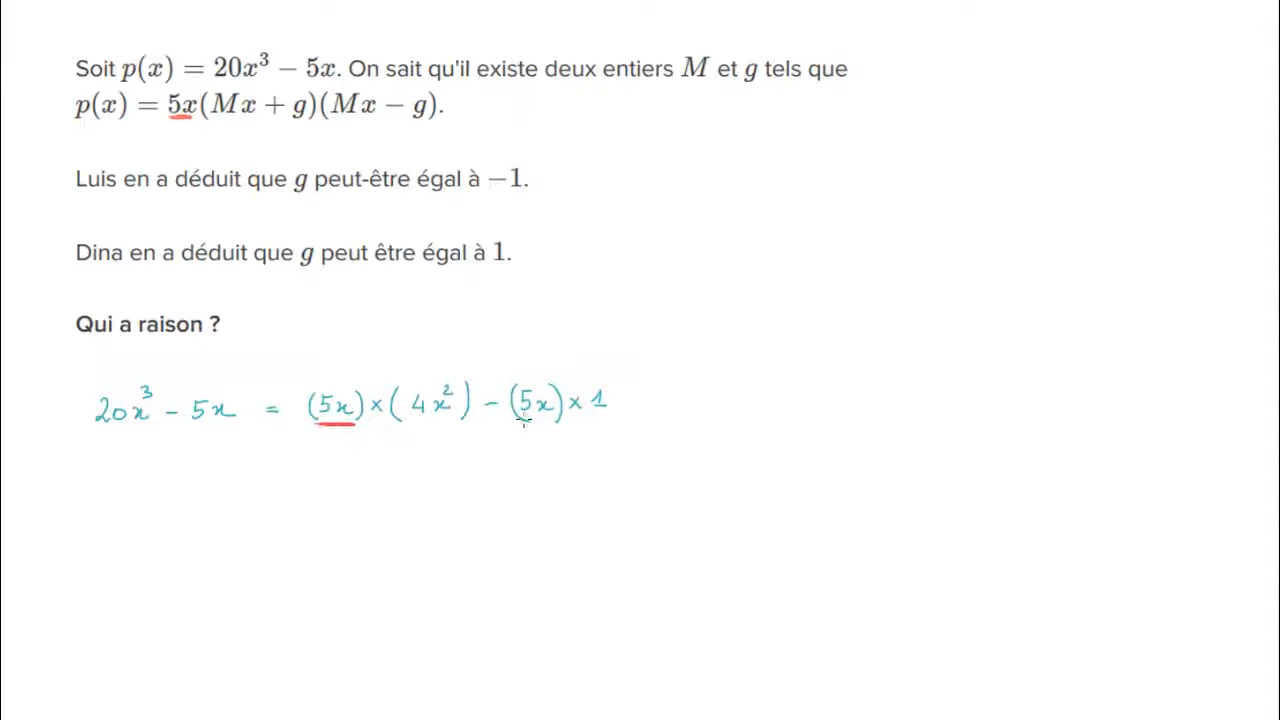 Soit p(x) = 20x³ − 5x. On sait qu'il existe deux entiers M et g tels que
p(x) = 5x(Mx + g)(Mx − g).
Luis en a déduit que g peut-être égal à −1.
Dina en a déduit que g peut être égal à 1.
Qui a raison ?
20x³ − 5x = (5x) × (4x²) − (5x) × 1